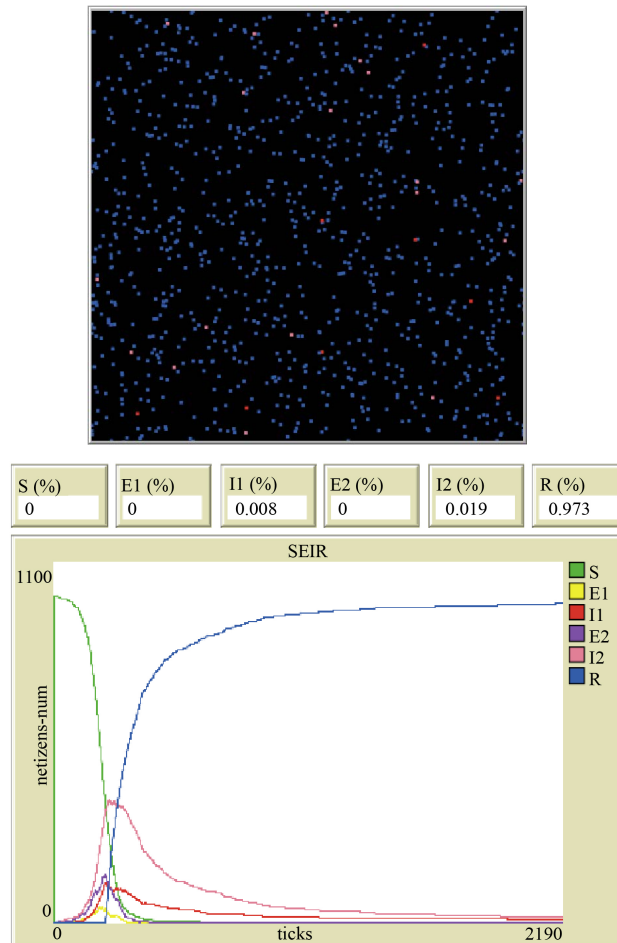 S (%) E1 (%) I1 (%) E2 (%) I2 (%) R (%)
0 0 0.008 0 0.019 0.973
SEIR
1100
netizens-num
0
0 ticks 2190
S
E1
I1
E2
I2
R